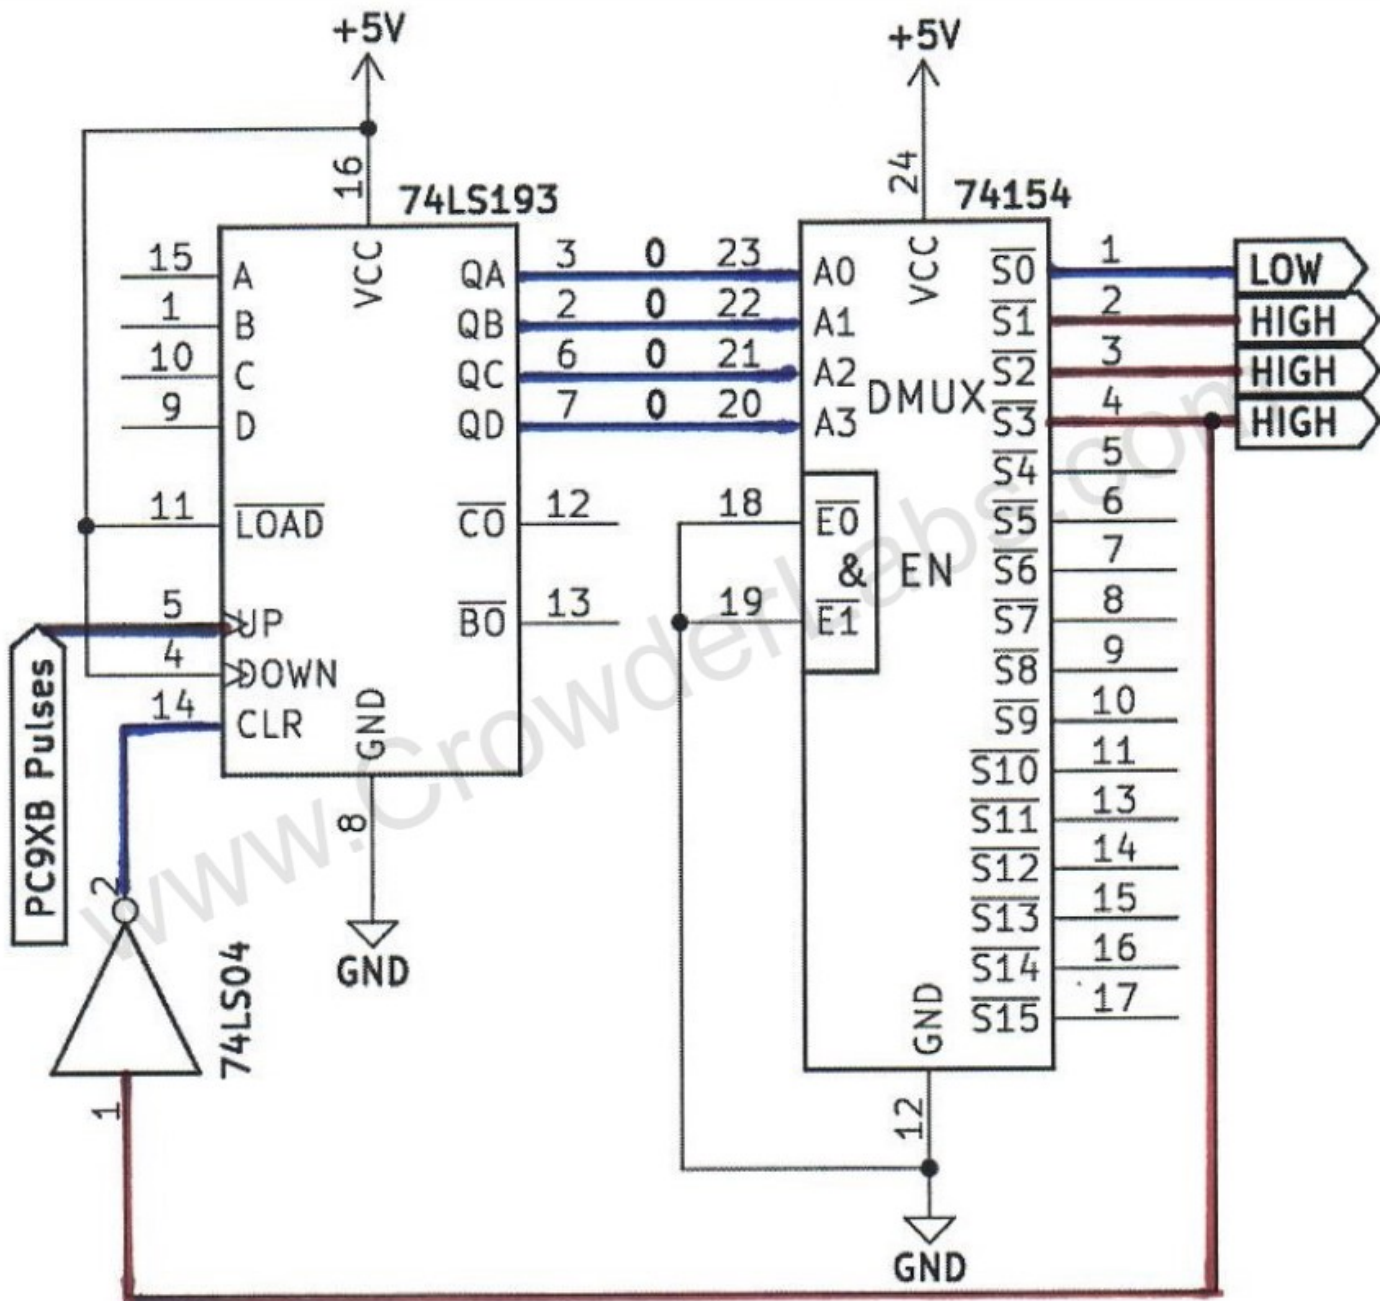 +5V
+5V
16
24
74LS193
74154
VCC
VCC
15 A
QA 3 0 23 A0
S0 1 LOW
1 B
QB 2 0 22 A1
S1 2 HIGH
10 C
QC 6 0 21 A2
S2 3 HIGH
9 D
QD 7 0 20 A3
DMUX
S3 4 HIGH
S4 5
11 LOAD
CO 12
18 E0
S5 6
& EN
S6 7
5 UP
BO 13
19 E1
S7 8
4 DOWN
S8 9
14 CLR
GND
S9 10
S10 11
8
S11 13
S12 14
S13 15
S14 16
S15 17
GND
PC9XB Pulses
2
74LS04
1
GND
12
GND
www.CrowderLabs.com